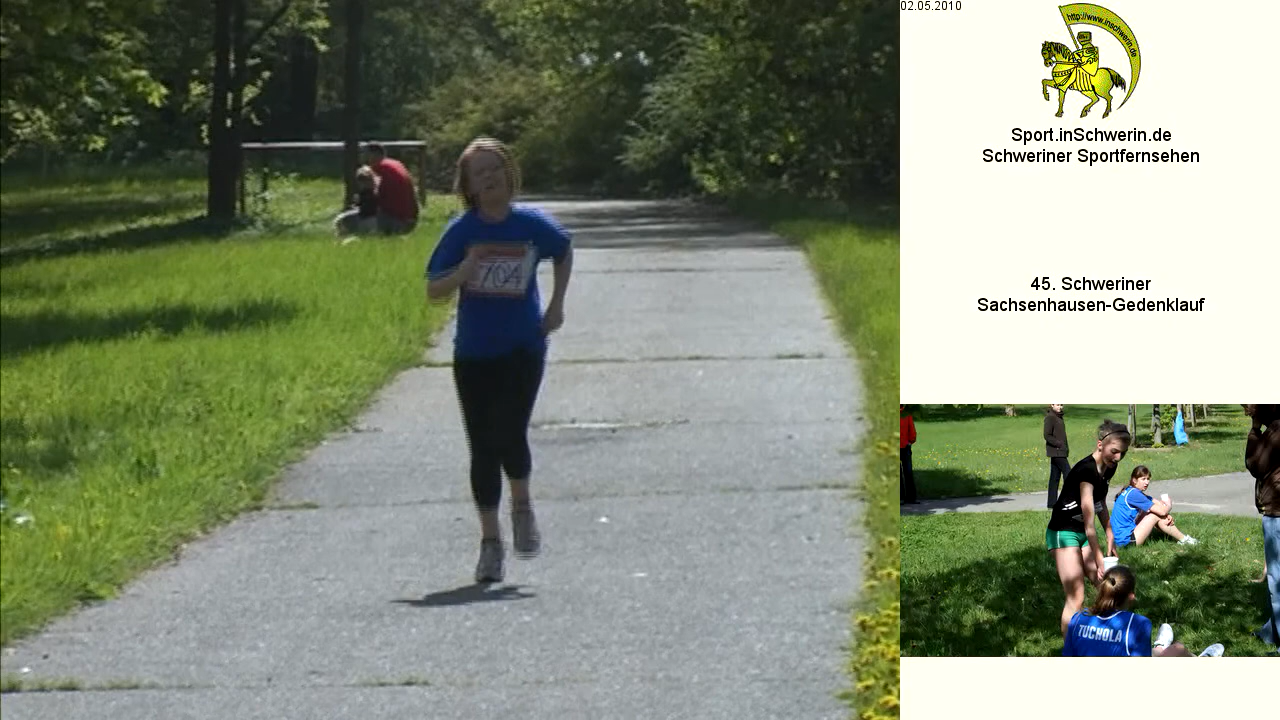 02.05.2010
http://www.inschwerin.de
Sport.inSchwerin.de
Schweriner Sportfernsehen
45. Schweriner
Sachsenhausen-Gedenklauf
704
TUCHOLA